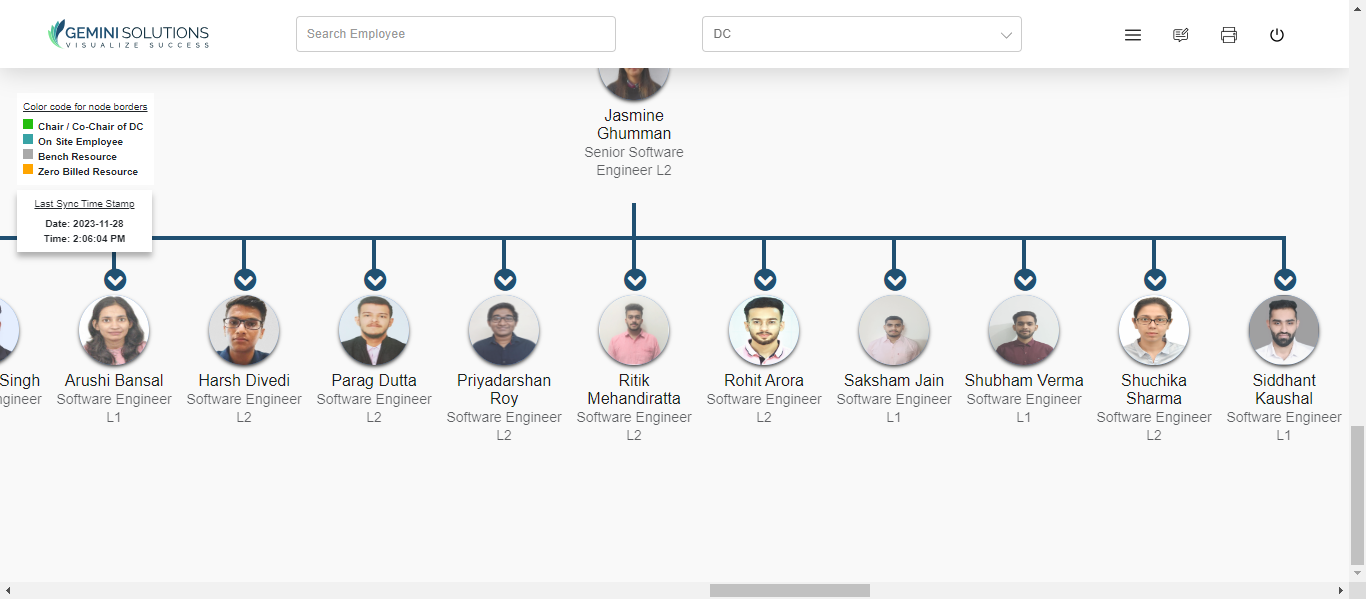 GEMINI SOLUTIONS
VISUALIZE SUCCESS
Search Employee
DC
Color code for node borders
Chair / Co-Chair of DC
On Site Employee
Bench Resource
Zero Billed Resource
Last Sync Time Stamp
Date: 2023-11-28
Time: 2:06:04 PM
Jasmine
Ghumman
Senior Software
Engineer L2
Singh
Arushi Bansal
Software Engineer
L1
Harsh Divedi
Software Engineer
L2
Parag Dutta
Software Engineer
L2
Priyadarshan
Roy
Software Engineer
L2
Ritik
Mehandiratta
Software Engineer
L2
Rohit Arora
Software Engineer
L2
Saksham Jain
Software Engineer
L1
Shubham Verma
Software Engineer
L1
Shuchika
Sharma
Software Engineer
L2
Siddhant
Kaushal
Software Engineer
L1